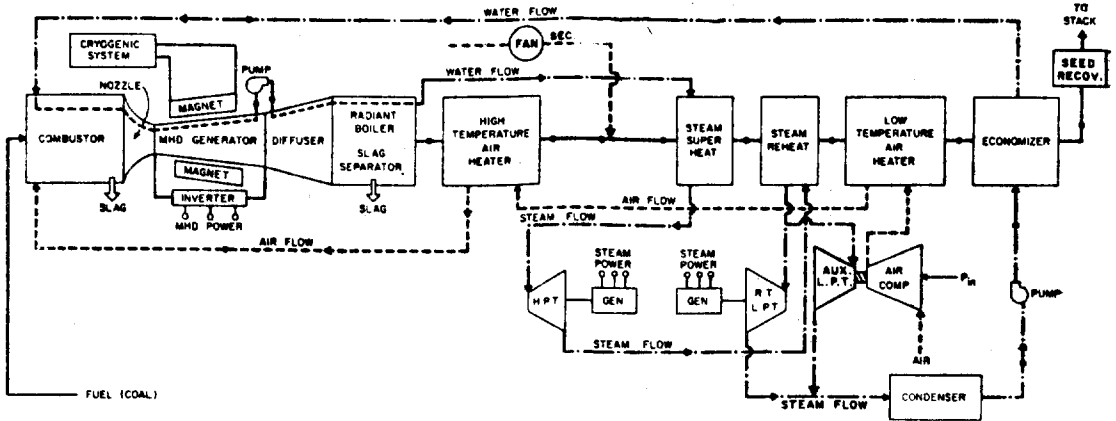 WATER FLOW
TO
STACK
CRYOGENIC
SYSTEM
FAN
SEC.
PUMP
SEED
RECOV.
NOZZLE
MAGNET
WATER FLOW
COMBUSTOR
MHD GENERATOR
DIFFUSER
RADIANT
BOILER
SLAG
SEPARATOR
HIGH
TEMPERATURE
AIR
HEATER
STEAM
SUPER
HEAT
STEAM
REHEAT
LOW
TEMPERATURE
AIR
HEATER
ECONOMIZER
MAGNET
INVERTER
SLAG
MHD POWER
SLAG
AIR FLOW
STEAM FLOW
AIR FLOW
STEAM
POWER
STEAM
POWER
H P T
GEN
GEN
R T
L PT
AUX.
L.P.T.
AIR
COMP
P in
PUMP
STEAM FLOW
AIR
FUEL (COAL)
STEAM FLOW
CONDENSER